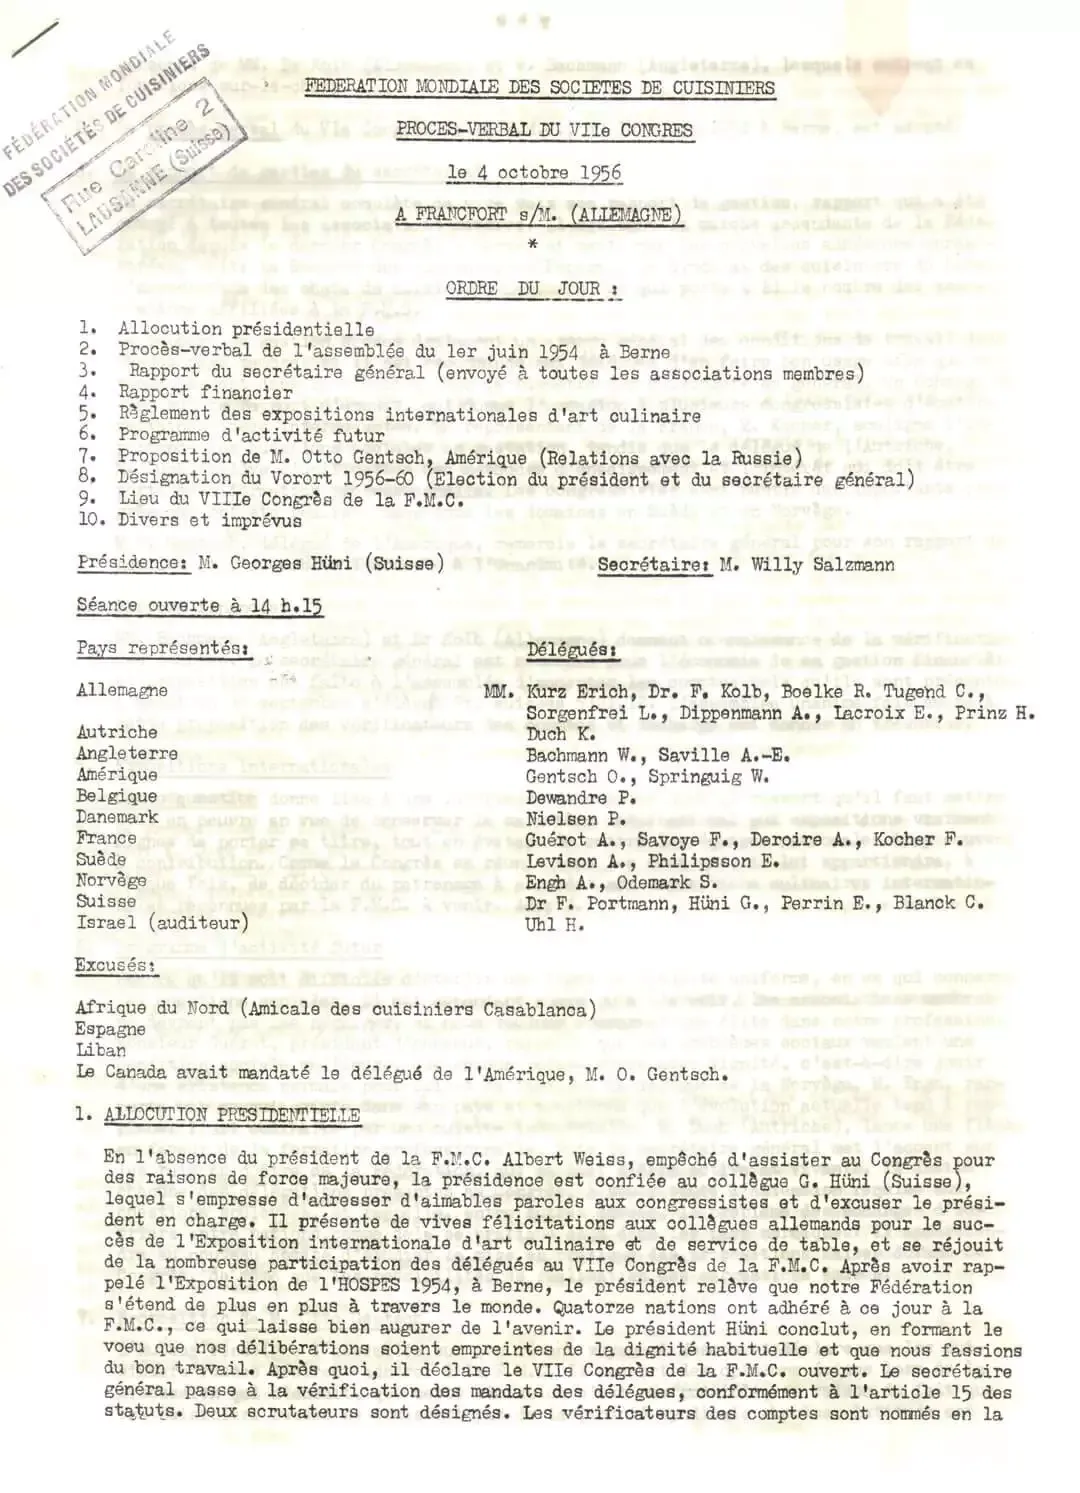 FÉDÉRATION MONDIALE
DES SOCIÉTÉS DE CUISINIERS
Rue Caroline 2
LAUSANNE (Suisse)
FEDERATION MONDIALE DES SOCIETES DE CUISINIERS
PROCES-VERBAL DU VIIe CONGRES
le 4 octobre 1956
A FRANCFORT s/M. (ALLEMAGNE)
*
ORDRE DU JOUR :
1. Allocution présidentielle
2. Procès-verbal de l'assemblée du 1er juin 1954 à Berne
3. Rapport du secrétaire général (envoyé à toutes les associations membres)
4. Rapport financier
5. Règlement des expositions internationales d'art culinaire
6. Programme d'activité futur
7. Proposition de M. Otto Gentsch, Amérique (Relations avec la Russie)
8. Désignation du Vorort 1956-60 (Election du président et du secrétaire général)
9. Lieu du VIIIe Congrès de la F.M.C.
10. Divers et imprévus
Présidence: M. Georges Hüni (Suisse) Secrétaire: M. Willy Salzmann
Séance ouverte à 14 h.15
Pays représentés: Délégués:
Allemagne MM. Kurz Erich, Dr. F. Kolb, Boelke R. Tugend C.,
Sorgenfrei L., Dippenmann A., Lacroix E., Prinz H.
Autriche Duch K.
Angleterre Bachmann W., Saville A.-E.
Amérique Gentsch O., Springuig W.
Belgique Dewandre P.
Danemark Nielsen P.
France Guérot A., Savoye F., Deroire A., Kocher F.
Suède Levison A., Philipsson E.
Norvège Engh A., Odemark S.
Suisse Dr F. Portmann, Hüni G., Perrin E., Blanck C.
Israel (auditeur) Uhl H.
Excusés:
Afrique du Nord (Amicale des cuisiniers Casablanca)
Espagne
Liban
Le Canada avait mandaté le délégué de l'Amérique, M. O. Gentsch.
1. ALLOCUTION PRESIDENTIELLE
En l'absence du président de la F.M.C. Albert Weiss, empêché d'assister au Congrès pour
des raisons de force majeure, la présidence est confiée au collègue G. Hüni (Suisse),
lequel s'empresse d'adresser d'aimables paroles aux congressistes et d'excuser le prési-
dent en charge. Il présente de vives félicitations aux collègues allemands pour le suc-
cès de l'Exposition internationale d'art culinaire et de service de table, et se réjouit
de la nombreuse participation des délégués au VIIe Congrès de la F.M.C. Après avoir rap-
pelé l'Exposition de l'HOSPES 1954, à Berne, le président relève que notre Fédération
s'étend de plus en plus à travers le monde. Quatorze nations ont adhéré à ce jour à la
F.M.C., ce qui laisse bien augurer de l'avenir. Le président Hüni conclut, en formant le
voeu que nos délibérations soient empreintes de la dignité habituelle et que nous fassions
du bon travail. Après quoi, il déclare le VIIe Congrès de la F.M.C. ouvert. Le secrétaire
général passe à la vérification des mandats des délégues, conformément à l'article 15 des
statuts. Deux scrutateurs sont désignés. Les vérificateurs des comptes sont nommés en la